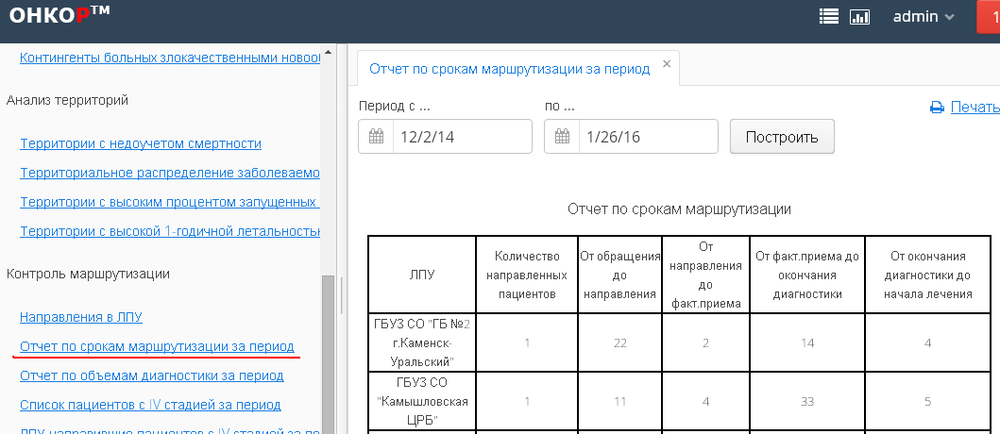 ОНКОР™
admin
1
Контингенты больных злокачественными новооб
Анализ территорий
Территории с недоучетом смертности
Территориальное распределение заболеваемо
Территории с высоким процентом запущенных
Территории с высокой 1-годичной летальностью
Контроль маршрутизации
Направления в ЛПУ
Отчет по срокам маршрутизации за период
Отчет по объемам диагностики за период
Список пациентов с IV стадией за период
ЛПУ направившие пациентов с IV стадией за пе
Отчет по срокам маршрутизации за период
Период с ...
по ...
Печать
12/2/14
1/26/16
Построить
Отчет по срокам маршрутизации
ЛПУ
Количество
направленных
пациентов
От обращения
до
направления
От
направления
до
факт.приема
От факт.приема до
окончания
диагностики
От окончания
диагностики до
начала лечения
ГБУЗ СО "ГБ №2
г.Каменск-
Уральский"
1
22
2
14
4
ГБУЗ СО
"Камышловская
ЦРБ"
1
11
4
33
5